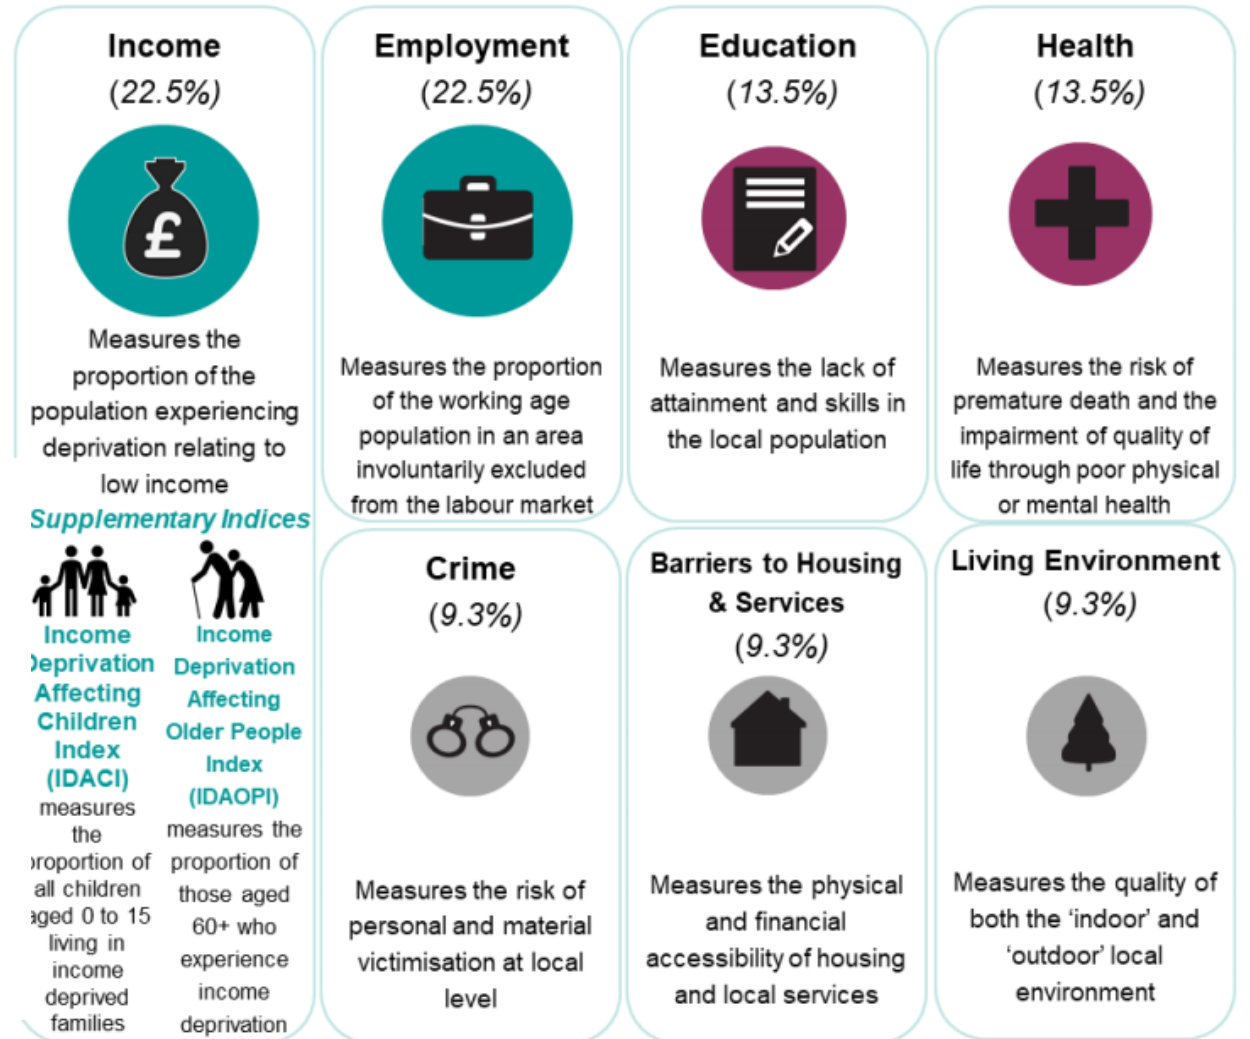 Income
(22.5%)
£
Measures the
proportion of the
population experiencing
deprivation relating to
low income
Supplementary Indices
Income
Deprivation
Affecting
Children
Index
(IDACI)
measures
the
proportion of
all children
aged 0 to 15
living in
income
deprived
families
Income
Deprivation
Affecting
Older People
Index
(IDAOPI)
measures the
proportion of
those aged
60+ who
experience
income
deprivation
Employment
(22.5%)
Measures the proportion
of the working age
population in an area
involuntarily excluded
from the labour market
Education
(13.5%)
Measures the lack of
attainment and skills in
the local population
Health
(13.5%)
Measures the risk of
premature death and the
impairment of quality of
life through poor physical
or mental health
Crime
(9.3%)
Measures the risk of
personal and material
victimisation at local
level
Barriers to Housing
& Services
(9.3%)
Measures the physical
and financial
accessibility of housing
and local services
Living Environment
(9.3%)
Measures the quality of
both the ‘indoor’ and
‘outdoor’ local
environment